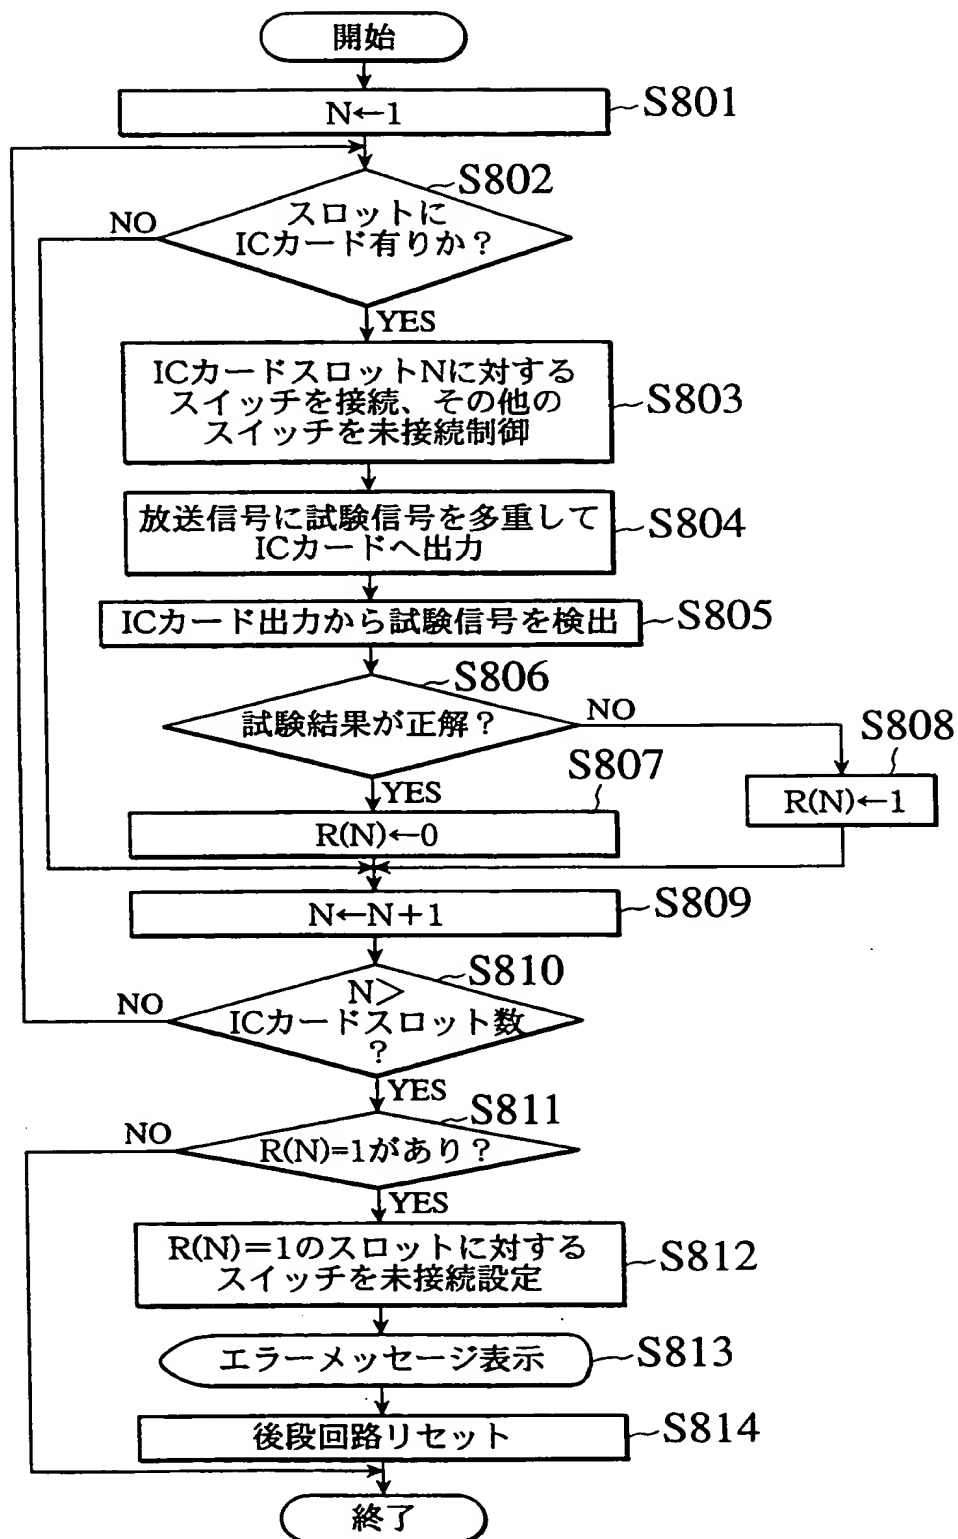 開始
N←1
S801
S802
NO
スロットに
ICカード有りか？
YES
ICカードスロットNに対する
スイッチを接続、その他の
スイッチを未接続制御
S803
放送信号に試験信号を多重して
ICカードへ出力
S804
ICカード出力から試験信号を検出
S805
S806
試験結果が正解？
NO
S808
R(N)←1
S807
YES
R(N)←0
N←N+1
S809
S810
NO
N＞
ICカードスロット数
？
YES
S811
NO
R(N)=1があり？
YES
R(N)＝1のスロットに対する
スイッチを未接続設定
S812
エラーメッセージ表示
S813
後段回路リセット
S814
終了